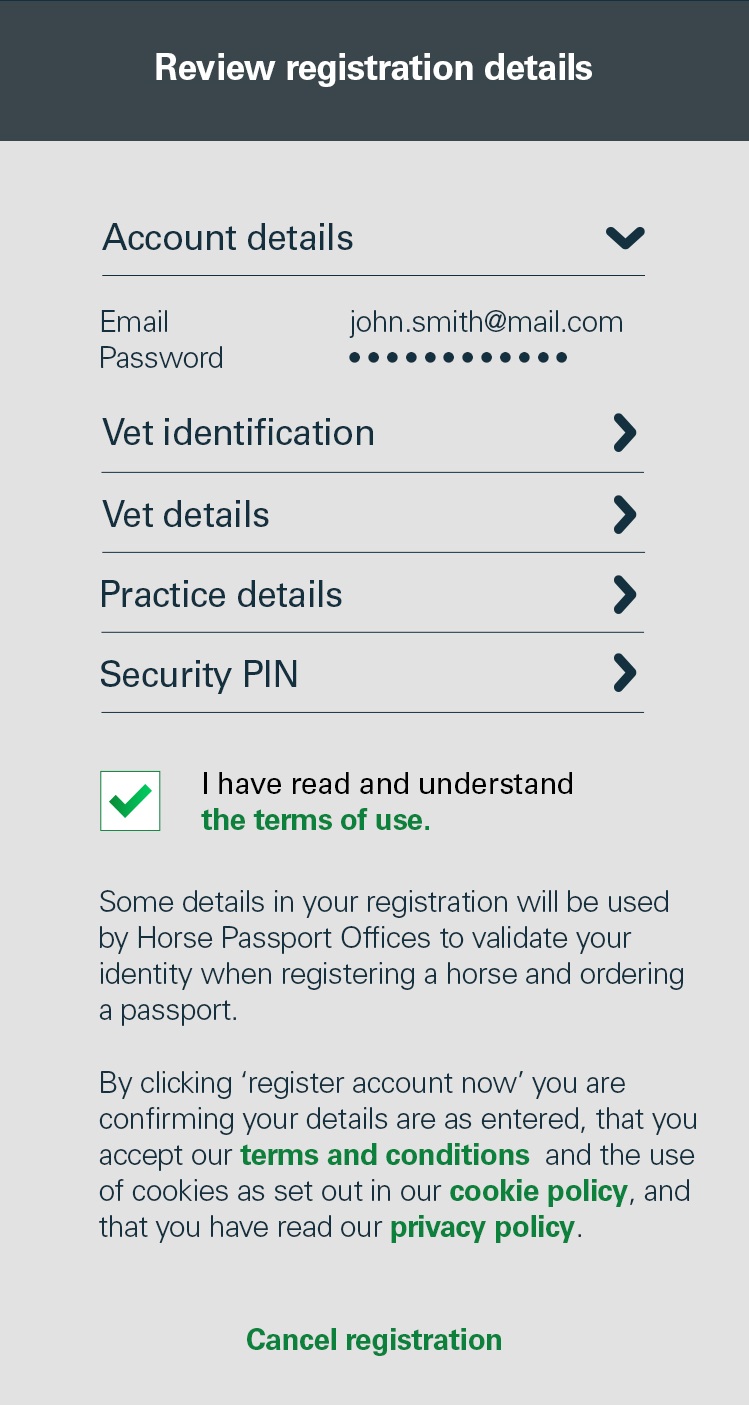 Review registration details
Account details
Email john.smith@mail.com
Password ••••••••••••
Vet identification
Vet details
Practice details
Security PIN
I have read and understand
the terms of use.
Some details in your registration will be used
by Horse Passport Offices to validate your
identity when registering a horse and ordering
a passport.
By clicking ‘register account now’ you are
confirming your details are as entered, that you
accept our terms and conditions and the use
of cookies as set out in our cookie policy, and
that you have read our privacy policy.
Cancel registration